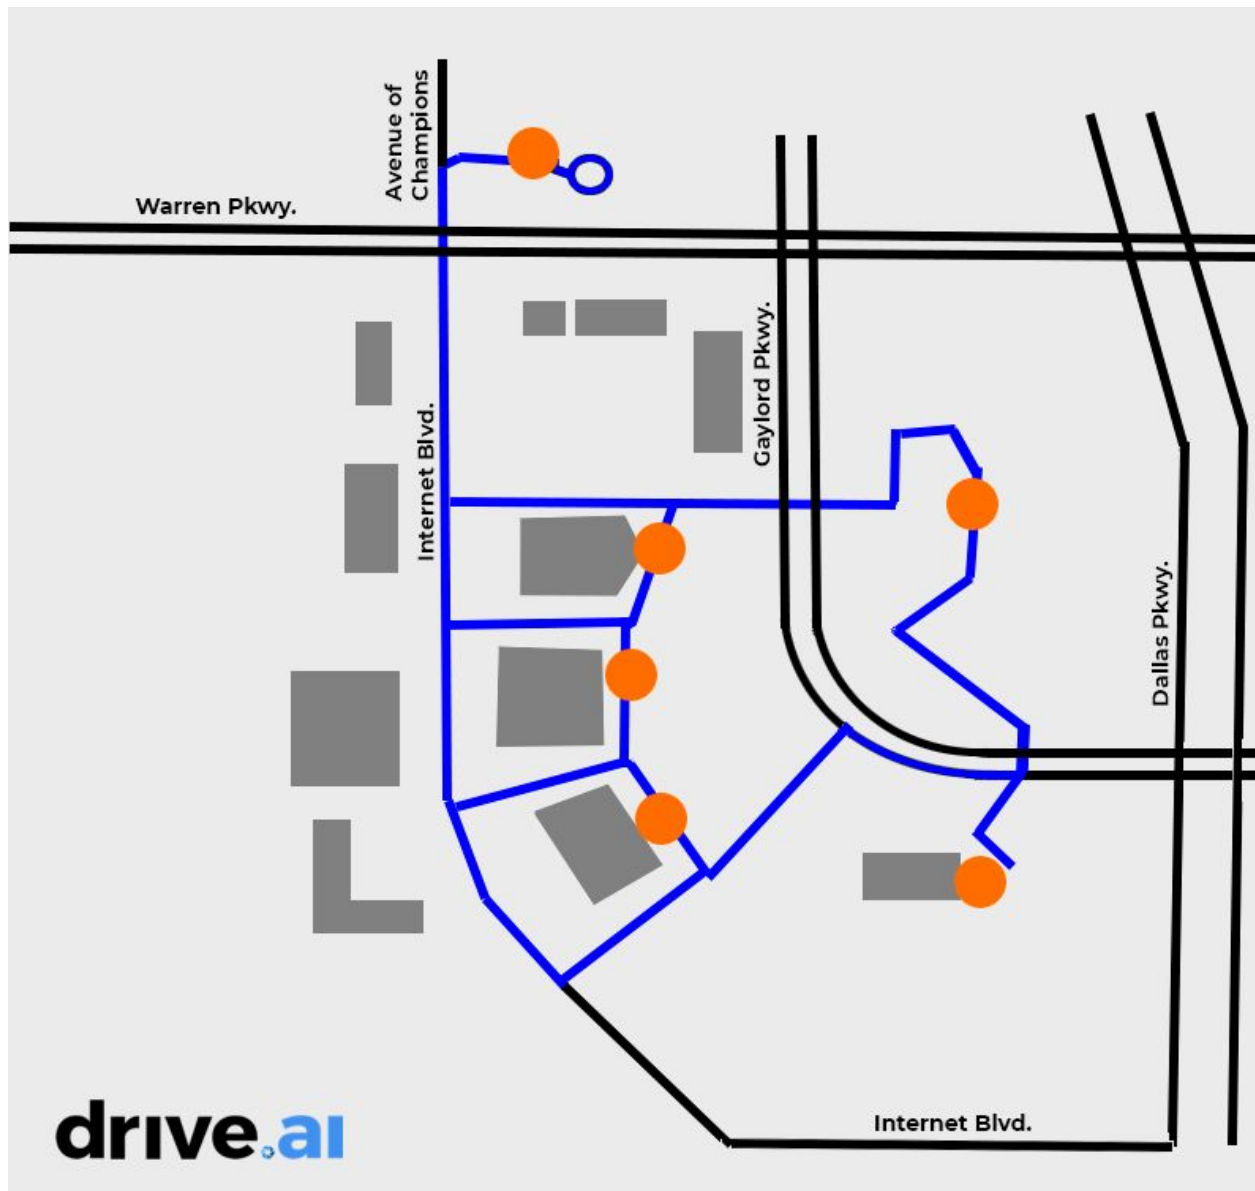 Avenue of
Champions
Warren Pkwy.
Gaylord Pkwy.
Internet Blvd.
Dallas Pkwy.
Internet Blvd.
drive.ai